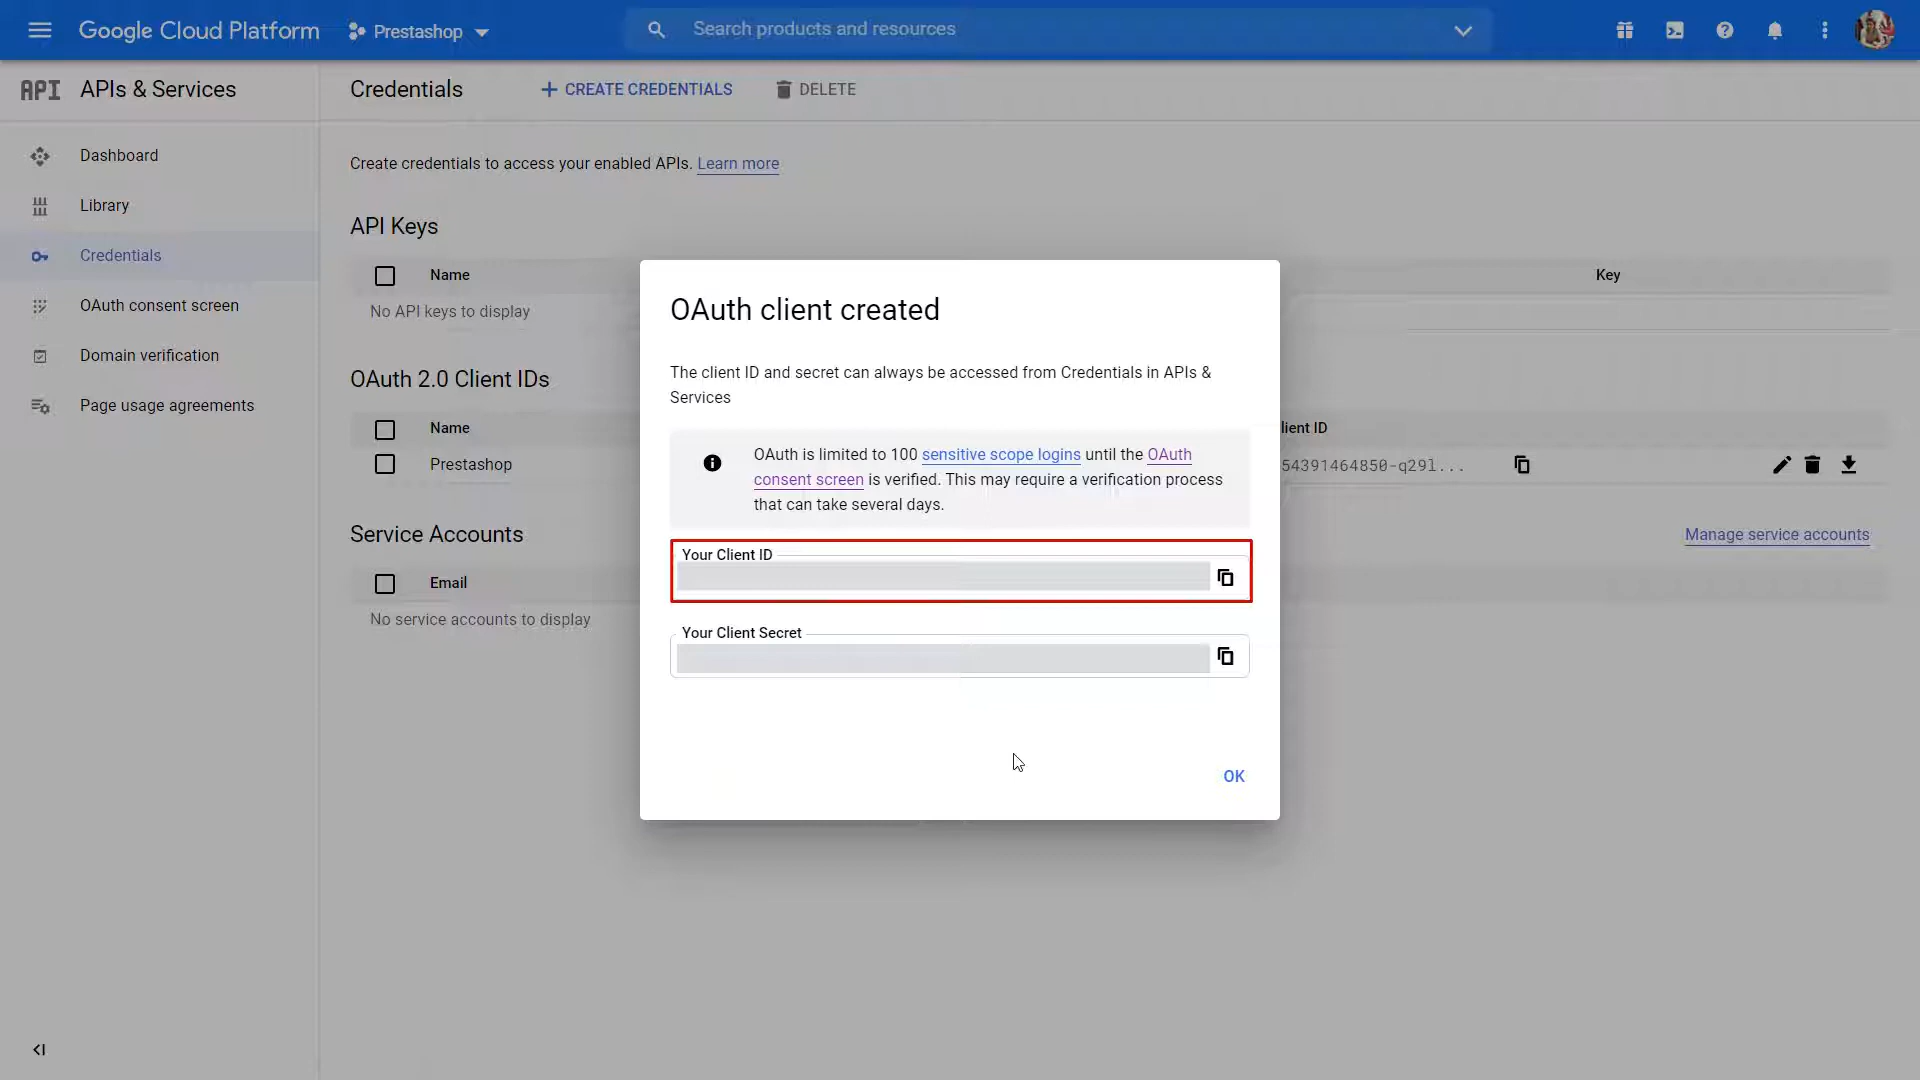 Google Cloud Platform
Prestashop
Search products and resources
API
APIs & Services
Credentials
CREATE CREDENTIALS
DELETE
Dashboard
Library
Credentials
OAuth consent screen
Domain verification
Page usage agreements
Create credentials to access your enabled APIs. Learn more
API Keys
Name
Key
No API keys to display
OAuth 2.0 Client IDs
Name
lient ID
Prestashop
54391464850-q29l...
Service Accounts
Manage service accounts
Email
No service accounts to display
OAuth client created
The client ID and secret can always be accessed from Credentials in APIs &
Services
OAuth is limited to 100 sensitive scope logins until the OAuth
consent screen is verified. This may require a verification process
that can take several days.
Your Client ID
Your Client Secret
OK